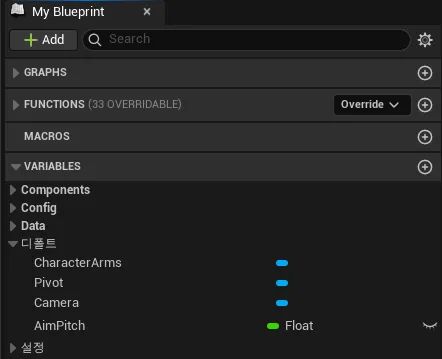 My Blueprint ×
+ Add Search
GRAPHS
FUNCTIONS (33 OVERRIDABLE) Override
MACROS
VARIABLES
Components
Config
Data
디폴트
CharacterArms
Pivot
Camera
AimPitch Float
설정